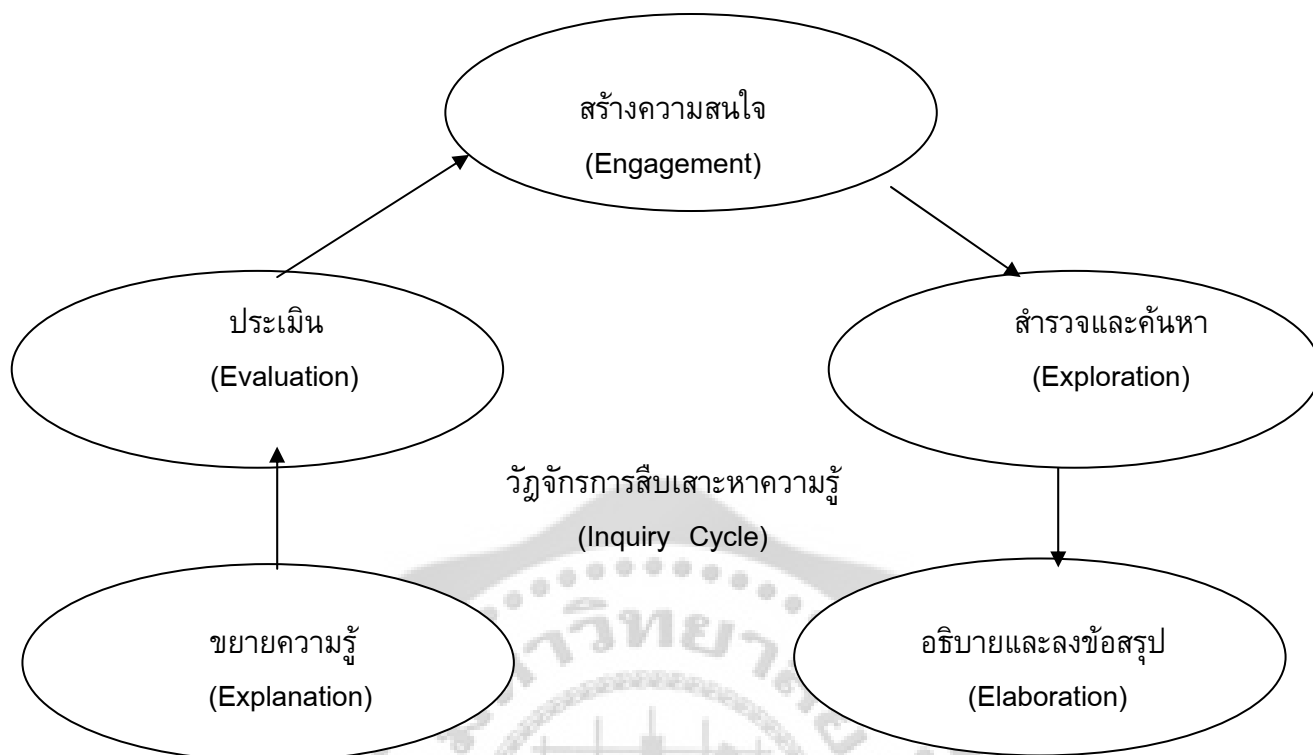 สร้างความสนใจ
(Engagement)
ประเมิน
(Evaluation)
สำรวจและค้นหา
(Exploration)
วัฎจักรการสืบเสาะหาความรู้
(Inquiry Cycle)
ขยายความรู้
(Explanation)
อธิบายและลงข้อสรุป
(Elaboration)